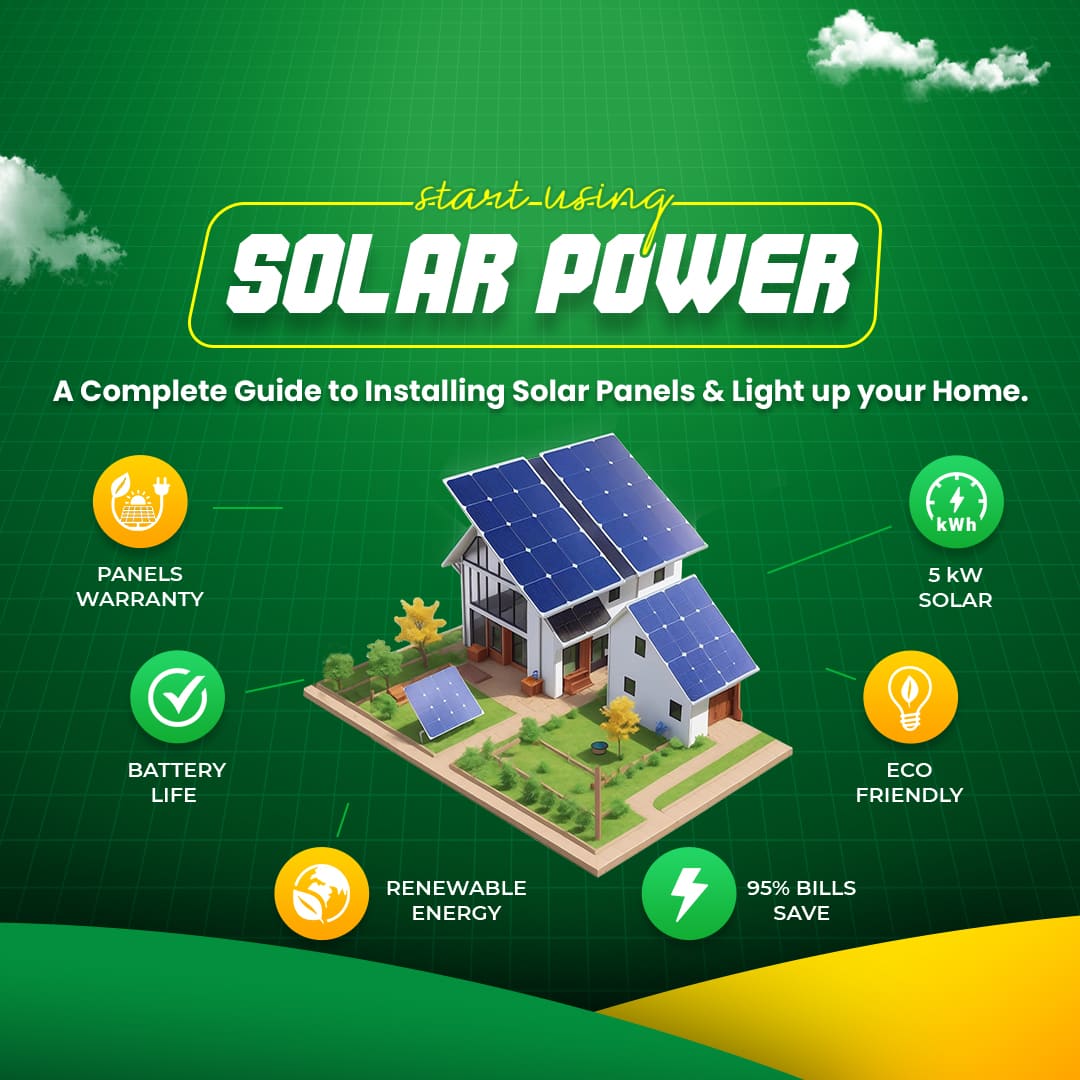 start using
SOLAR POWER
A Complete Guide to Installing Solar Panels & Light up your Home.
PANELS
WARRANTY
kWh
5 kW
SOLAR
BATTERY
LIFE
ECO
FRIENDLY
RENEWABLE
ENERGY
95% BILLS
SAVE